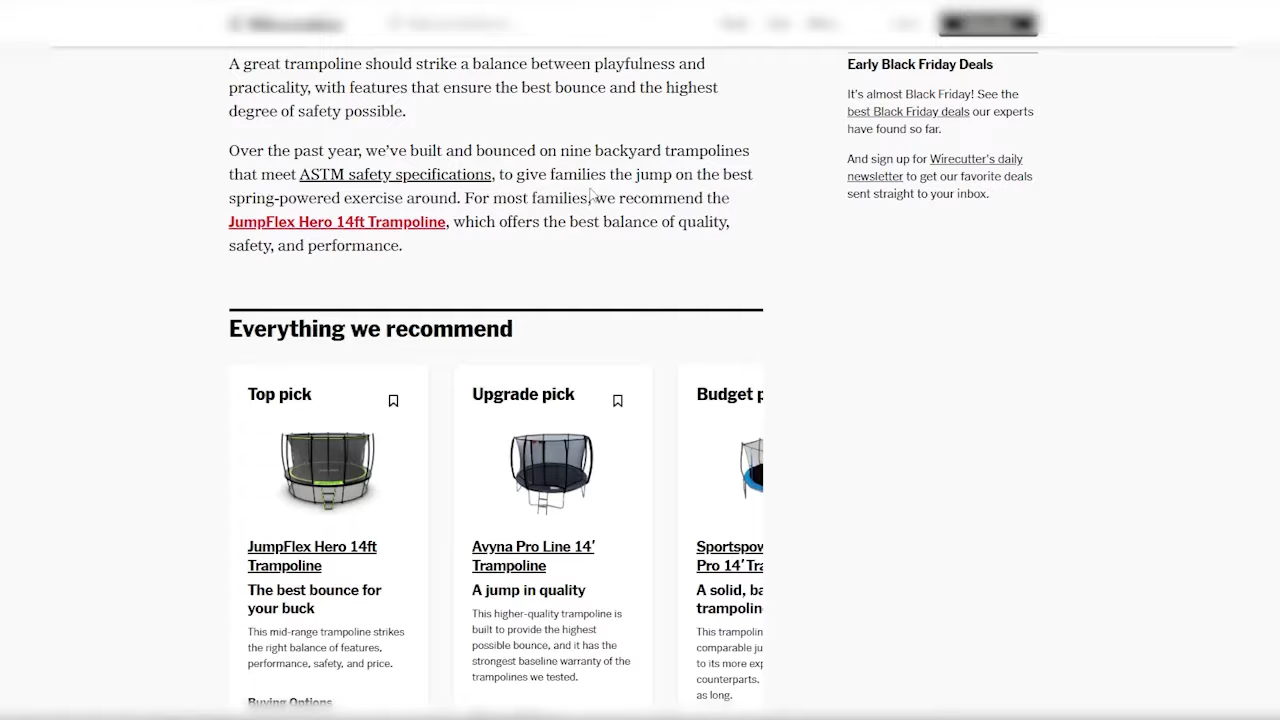 A great trampoline should strike a balance between playfulness and
practicality, with features that ensure the best bounce and the highest
degree of safety possible.
Over the past year, we've built and bounced on nine backyard trampolines
that meet ASTM safety specifications, to give families the jump on the best
spring-powered exercise around. For most families, we recommend the
JumpFlex Hero 14ft Trampoline, which offers the best balance of quality,
safety, and performance.
Everything we recommend
Top pick
JumpFlex Hero 14ft
Trampoline
The best bounce for
your buck
This mid-range trampoline strikes
the right balance of features,
performance, safety, and price.
Buying Options
Upgrade pick
Avyna Pro Line 14′
Trampoline
A jump in quality
This higher-quality trampoline is
built to provide the highest
possible bounce, and it has the
strongest baseline warranty of the
trampolines we tested.
Budget p
Sportspow
Pro 14′ Tra
A solid, ba
trampolin
This trampolin
comparable ju
to its more exp
counterparts.
as long.
Early Black Friday Deals
It's almost Black Friday! See the
best Black Friday deals our experts
have found so far.
And sign up for Wirecutter's daily
newsletter to get our favorite deals
sent straight to your inbox.